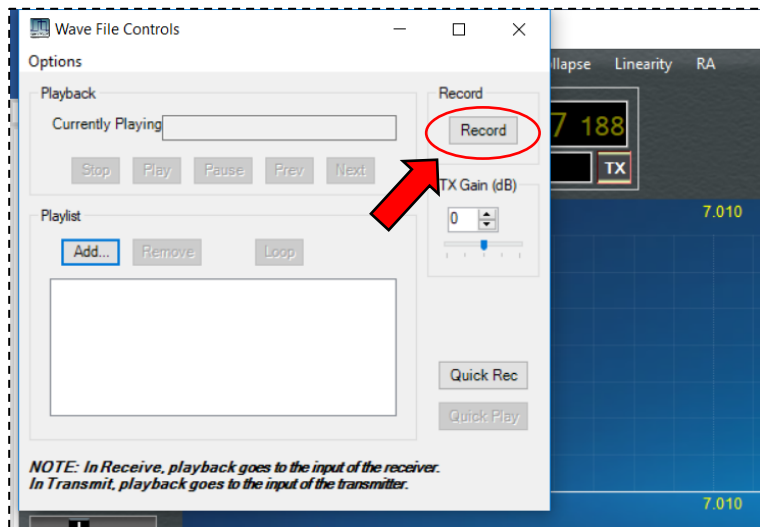 Wave File Controls
Options
llapse Linearity RA
Playback
Record
Currently Playing
Record
7 188
Stop Play Pause Prev Next
TX
TX Gain (dB)
Playlist
0
7.010
Add... Remove Loop
Quick Rec
Quick Play
NOTE: In Receive, playback goes to the input of the receiver.
In Transmit, playback goes to the input of the transmitter.
7.010